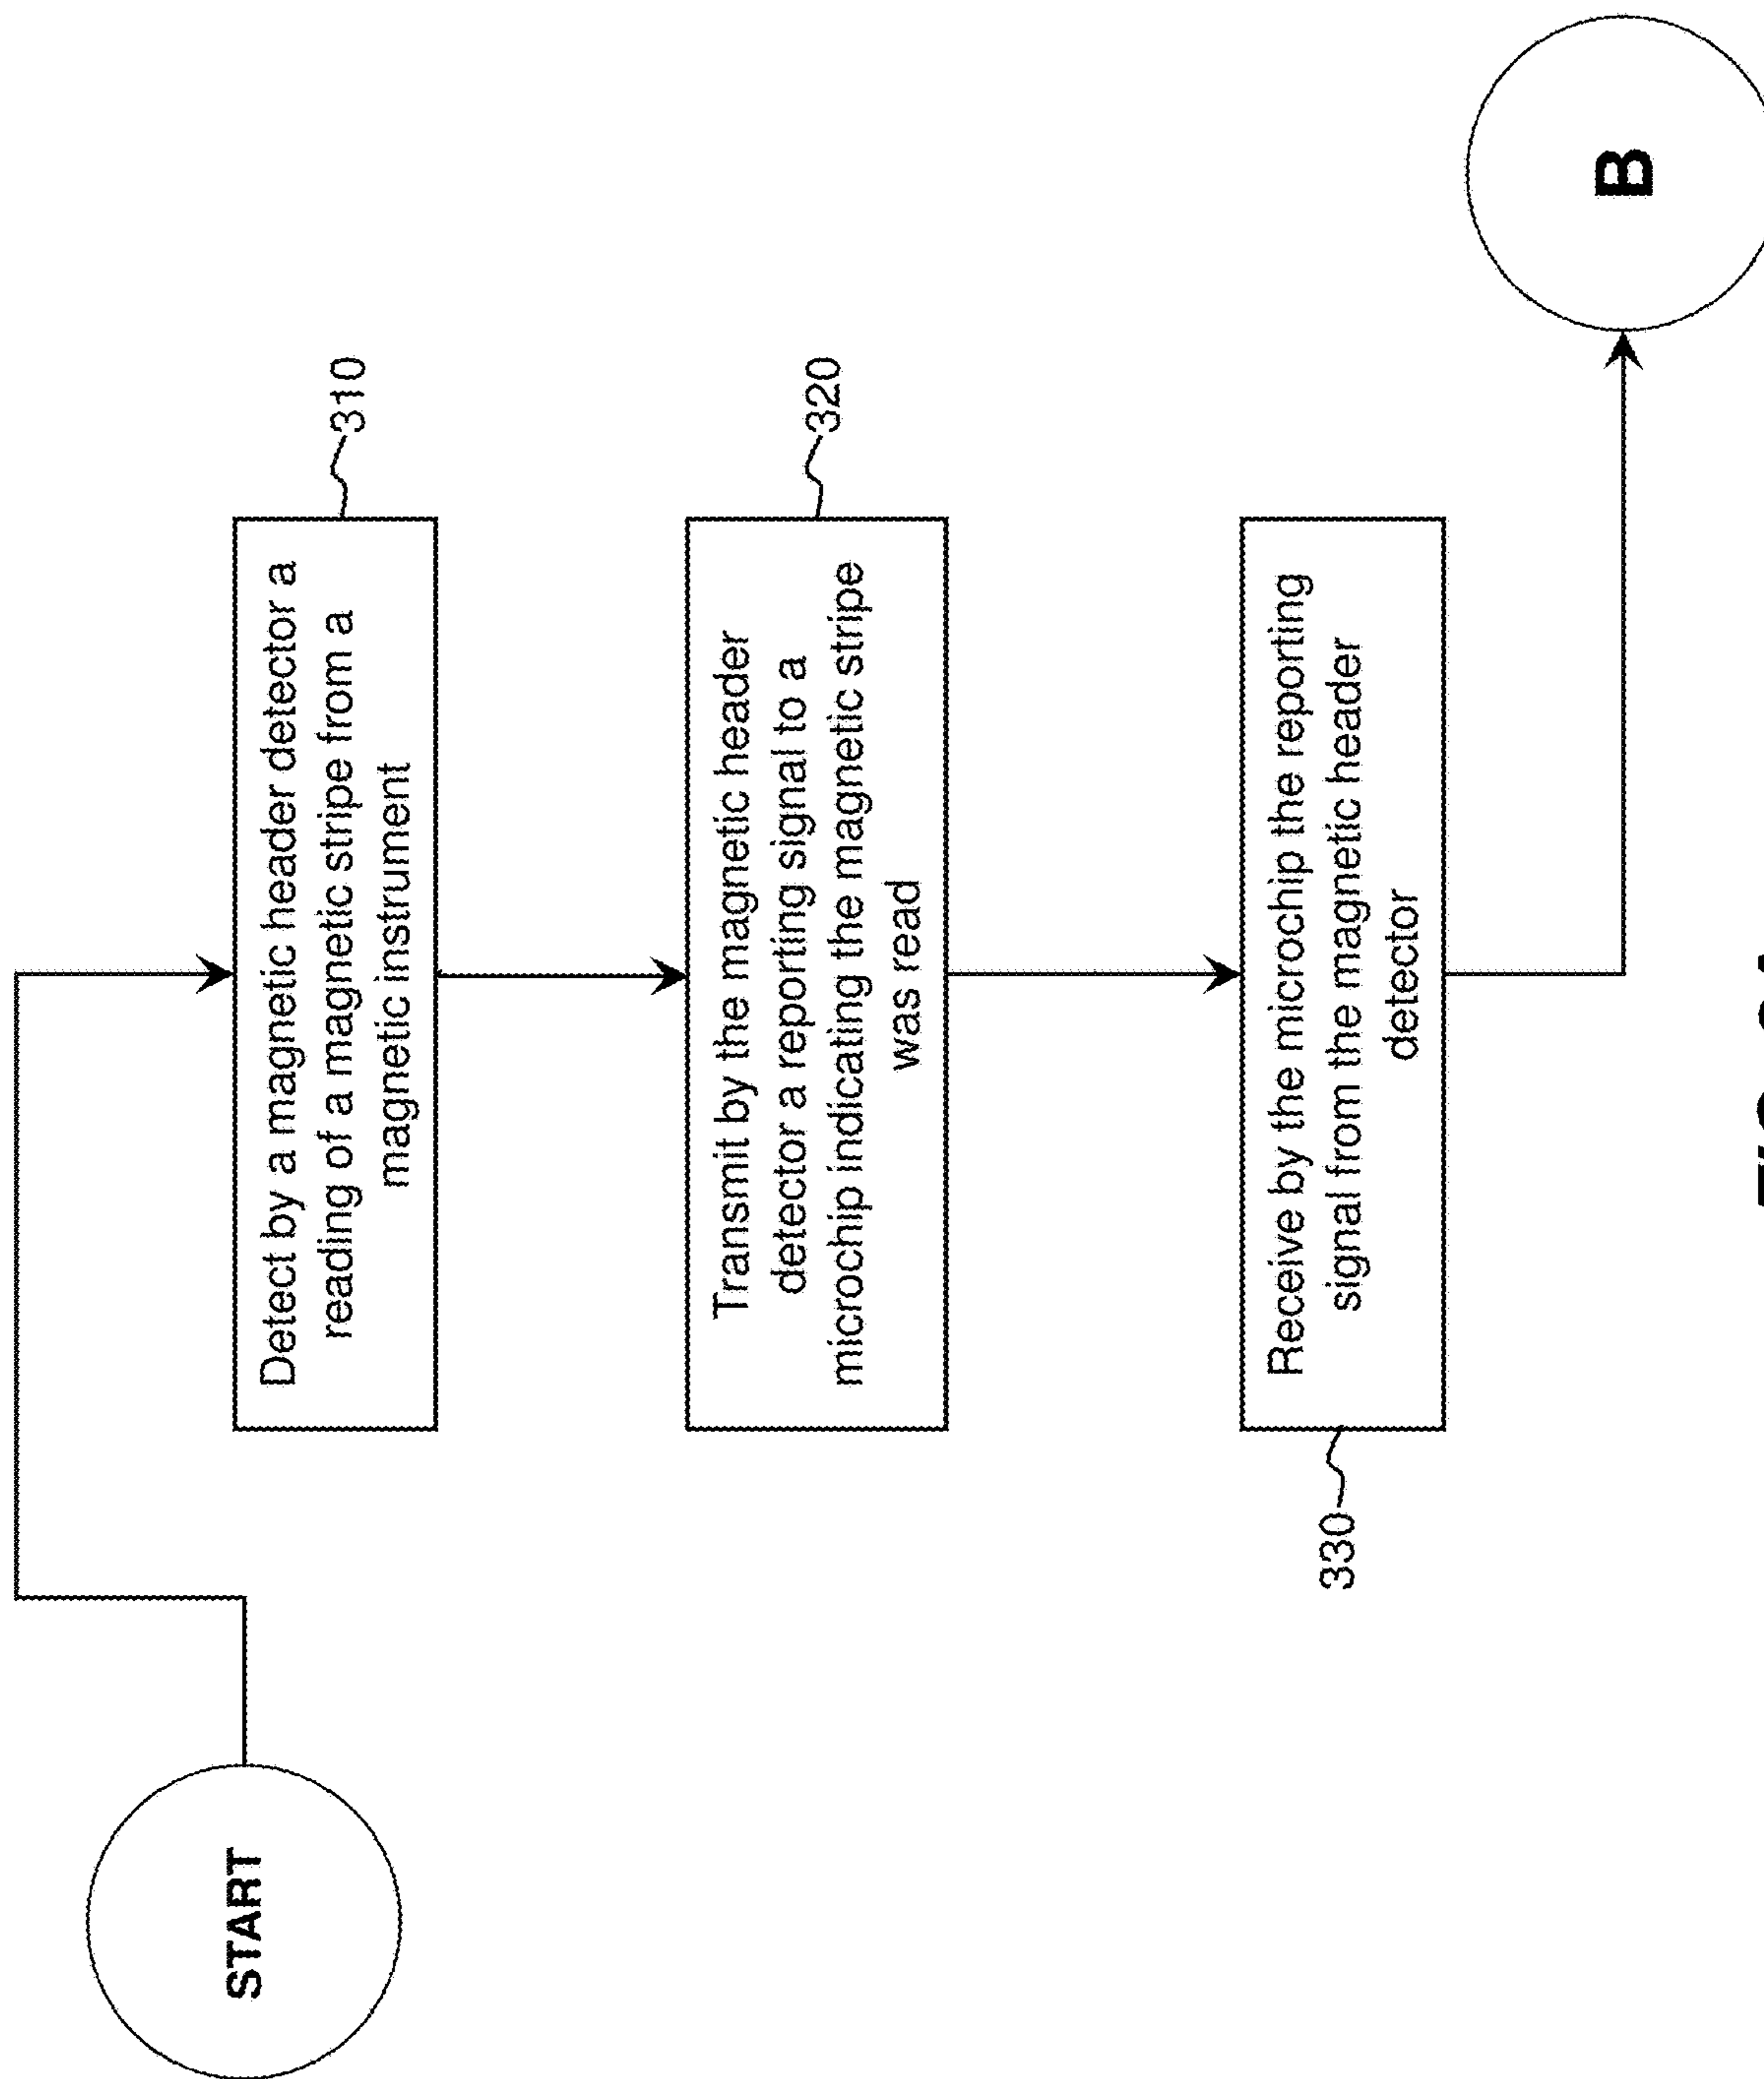 START
Detect by a magnetic header detector a
reading of a magnetic stripe from a
magnetic instrument
310
Transmit by the magnetic header
detector a reporting signal to a
microchip indicating the magnetic stripe
was read
320
330
Receive by the microchip the reporting
signal from the magnetic header
detector
B